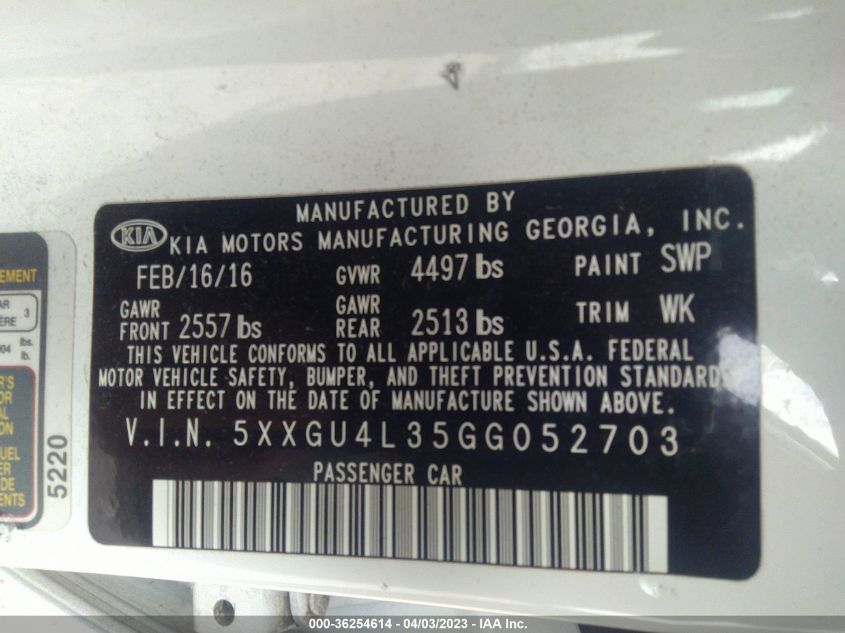 MANUFACTURED BY
KIA KIA MOTORS MANUFACTURING GEORGIA, INC.
FEB/16/16 GVWR 4497 lbs PAINT SWP
GAWR FRONT 2557 lbs GAWR REAR 2513 lbs TRIM WK
THIS VEHICLE CONFORMS TO ALL APPLICABLE U.S.A. FEDERAL
MOTOR VEHICLE SAFETY, BUMPER, AND THEFT PREVENTION STANDARDS
IN EFFECT ON THE DATE OF MANUFACTURE SHOWN ABOVE.
V.I.N. 5XXGU4L35GG052703
PASSENGER CAR
3
lbs.
lb.
5220
000-36254614 - 04/03/2023 - IAA Inc.